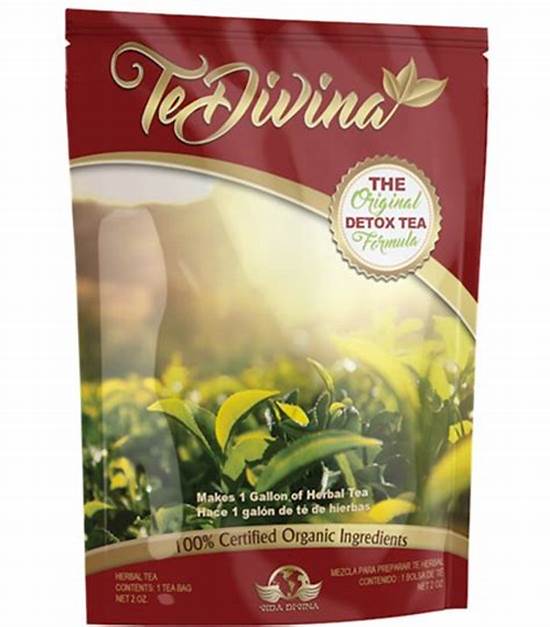 TeDivina
THE
Original
DETOX TEA
Formula
Makes 1 Gallon of Herbal Tea
Hace 1 galón de té de hierbas
100% Certified Organic Ingredients
HERBAL TEA
CONTENTS: 1 TEA BAG
NET 2 OZ.
VIDA DIVINA
MEZCLA PARA PREPARAR TE HERBAL
CONTENIDO : 1 BOLSA DE TE
NET 2 OZ.